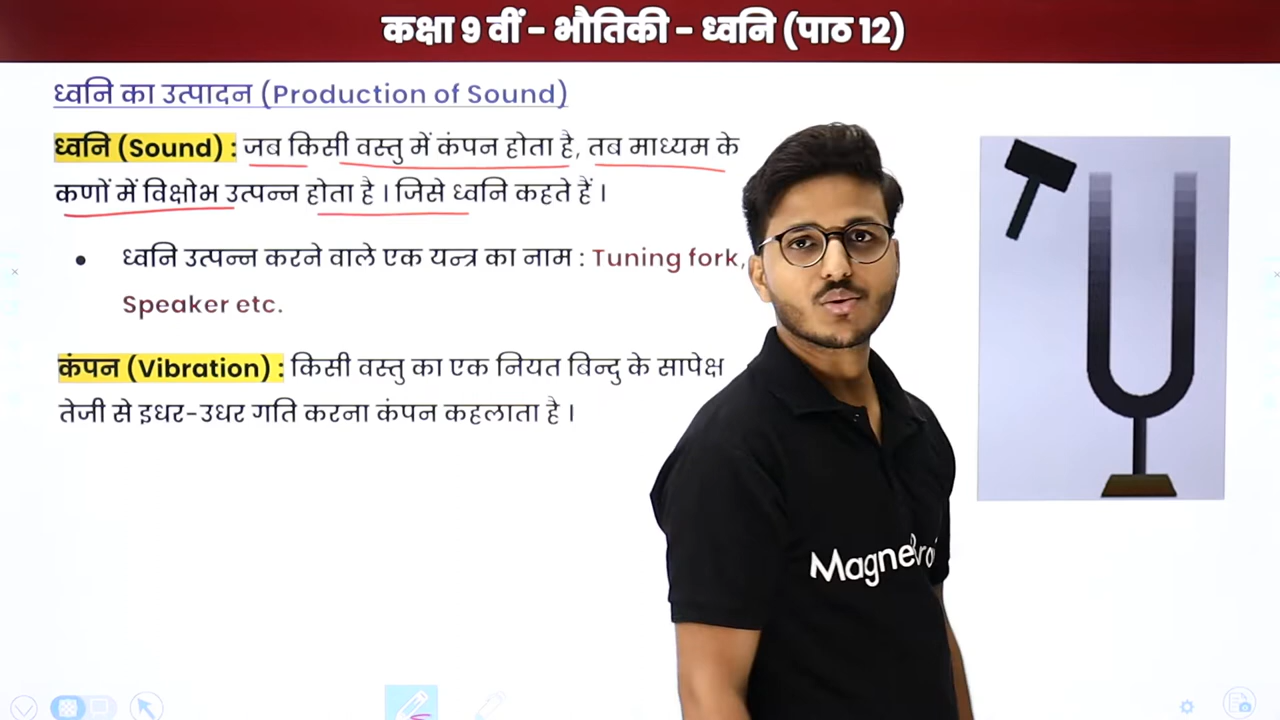 कक्षा 9 वीं - भौतिकी - ध्वनि (पाठ 12)
ध्वनि का उत्पादन (Production of Sound)
ध्वनि (Sound) : जब किसी वस्तु में कंपन होता है, तब माध्यम के
कणों में विक्षोभ उत्पन्न होता है । जिसे ध्वनि कहते हैं ।
• ध्वनि उत्पन्न करने वाले एक यन्त्र का नाम : Tuning fork,
Speaker etc.
कंपन (Vibration) : किसी वस्तु का एक नियत बिन्दु के सापेक्ष
तेजी से इधर-उधर गति करना कंपन कहलाता है ।